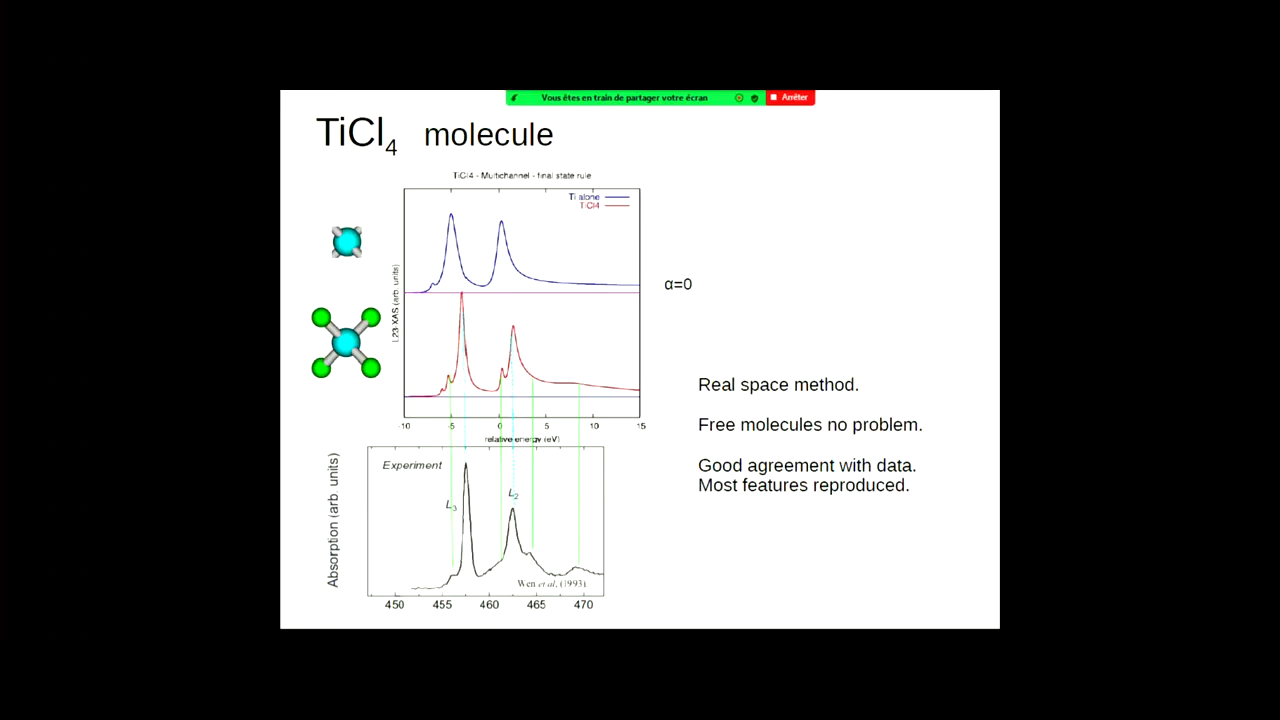 Vous êtes en train de partager votre écran
Arrêter
TiCl4 molecule
TiCl4 - Multichannel - final state rule
Ti alone
TiCl4
L23 XAS (arb. units)
-10 -5 0 5 10 15
relative energy (eV)
α=0
Real space method.
Free molecules no problem.
Good agreement with data.
Most features reproduced.
Experiment
L3
L2
Absorption (arb. units)
Wen et al, (1993)
450 455 460 465 470